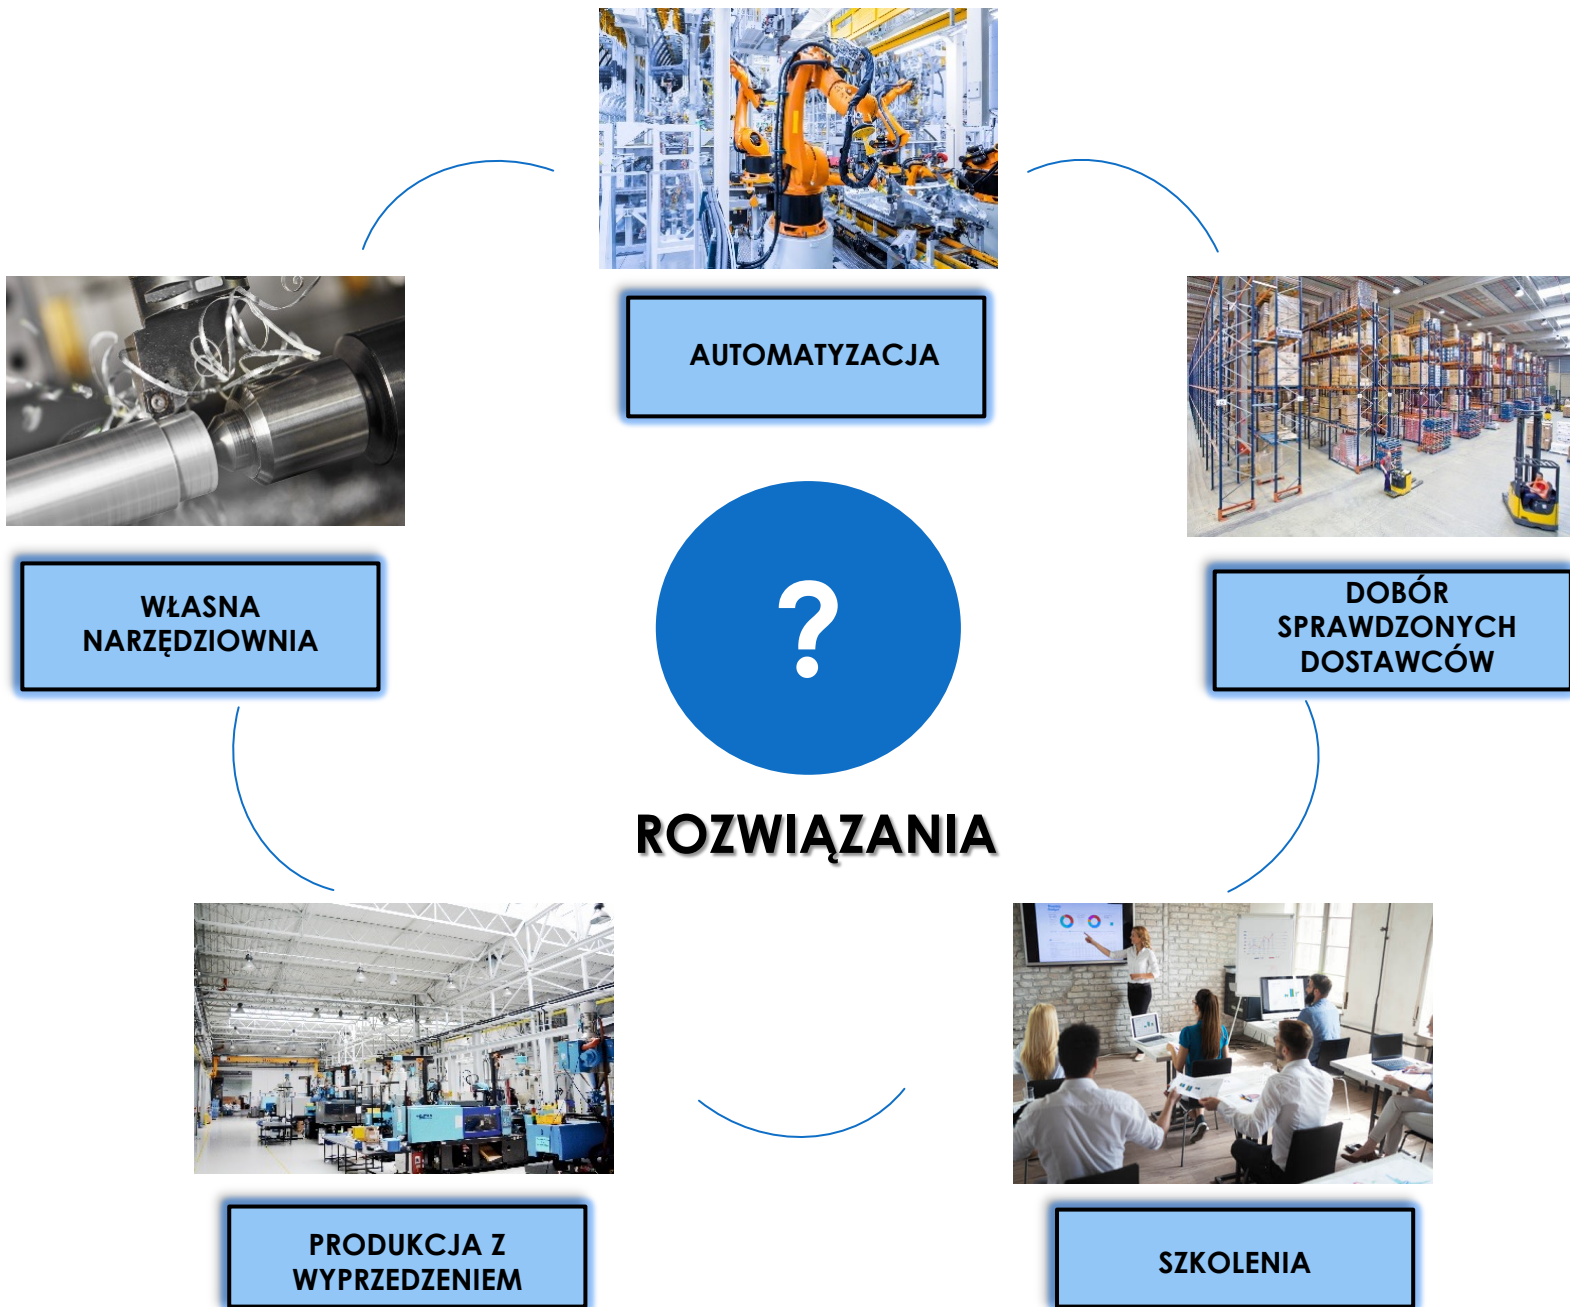 AUTOMATYZACJA
WŁASNA
NARZĘDZIOWNIA
DOBÓR
SPRAWDZONYCH
DOSTAWCÓW
?
ROZWIĄZANIA
PRODUKCJA Z
WYPRZEDZENIEM
SZKOLENIA